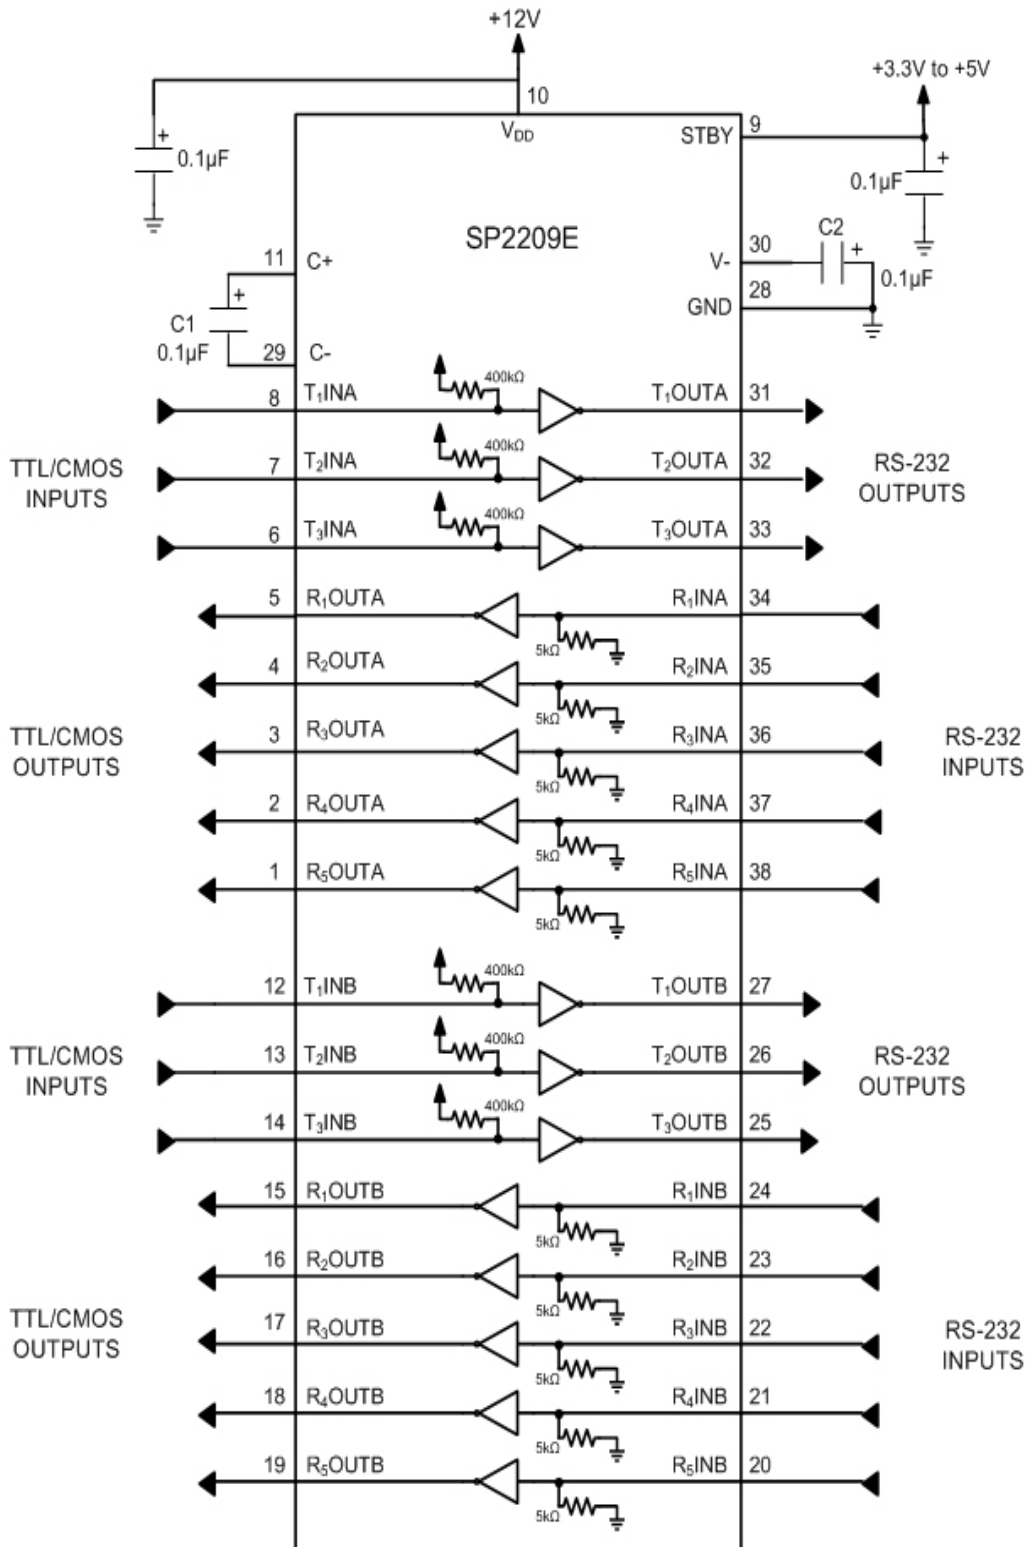 +12V
+3.3V to +5V
10
V_DD
STBY 9
+
0.1µF
+
0.1µF
SP2209E
C2
11 C+
V- 30
+
0.1µF
GND 28
+
C1
0.1µF
29 C-
8 T₁INA 400kΩ T₁OUTA 31
7 T₂INA 400kΩ T₂OUTA 32
6 T₃INA 400kΩ T₃OUTA 33
TTL/CMOS
INPUTS
RS-232
OUTPUTS
5 R₁OUTA 5kΩ R₁INA 34
4 R₂OUTA 5kΩ R₂INA 35
3 R₃OUTA 5kΩ R₃INA 36
2 R₄OUTA 5kΩ R₄INA 37
1 R₅OUTA 5kΩ R₅INA 38
TTL/CMOS
OUTPUTS
RS-232
INPUTS
12 T₁INB 400kΩ T₁OUTB 27
13 T₂INB 400kΩ T₂OUTB 26
14 T₃INB 400kΩ T₃OUTB 25
TTL/CMOS
INPUTS
RS-232
OUTPUTS
15 R₁OUTB 5kΩ R₁INB 24
16 R₂OUTB 5kΩ R₂INB 23
17 R₃OUTB 5kΩ R₃INB 22
18 R₄OUTB 5kΩ R₄INB 21
19 R₅OUTB 5kΩ R₅INB 20
TTL/CMOS
OUTPUTS
RS-232
INPUTS